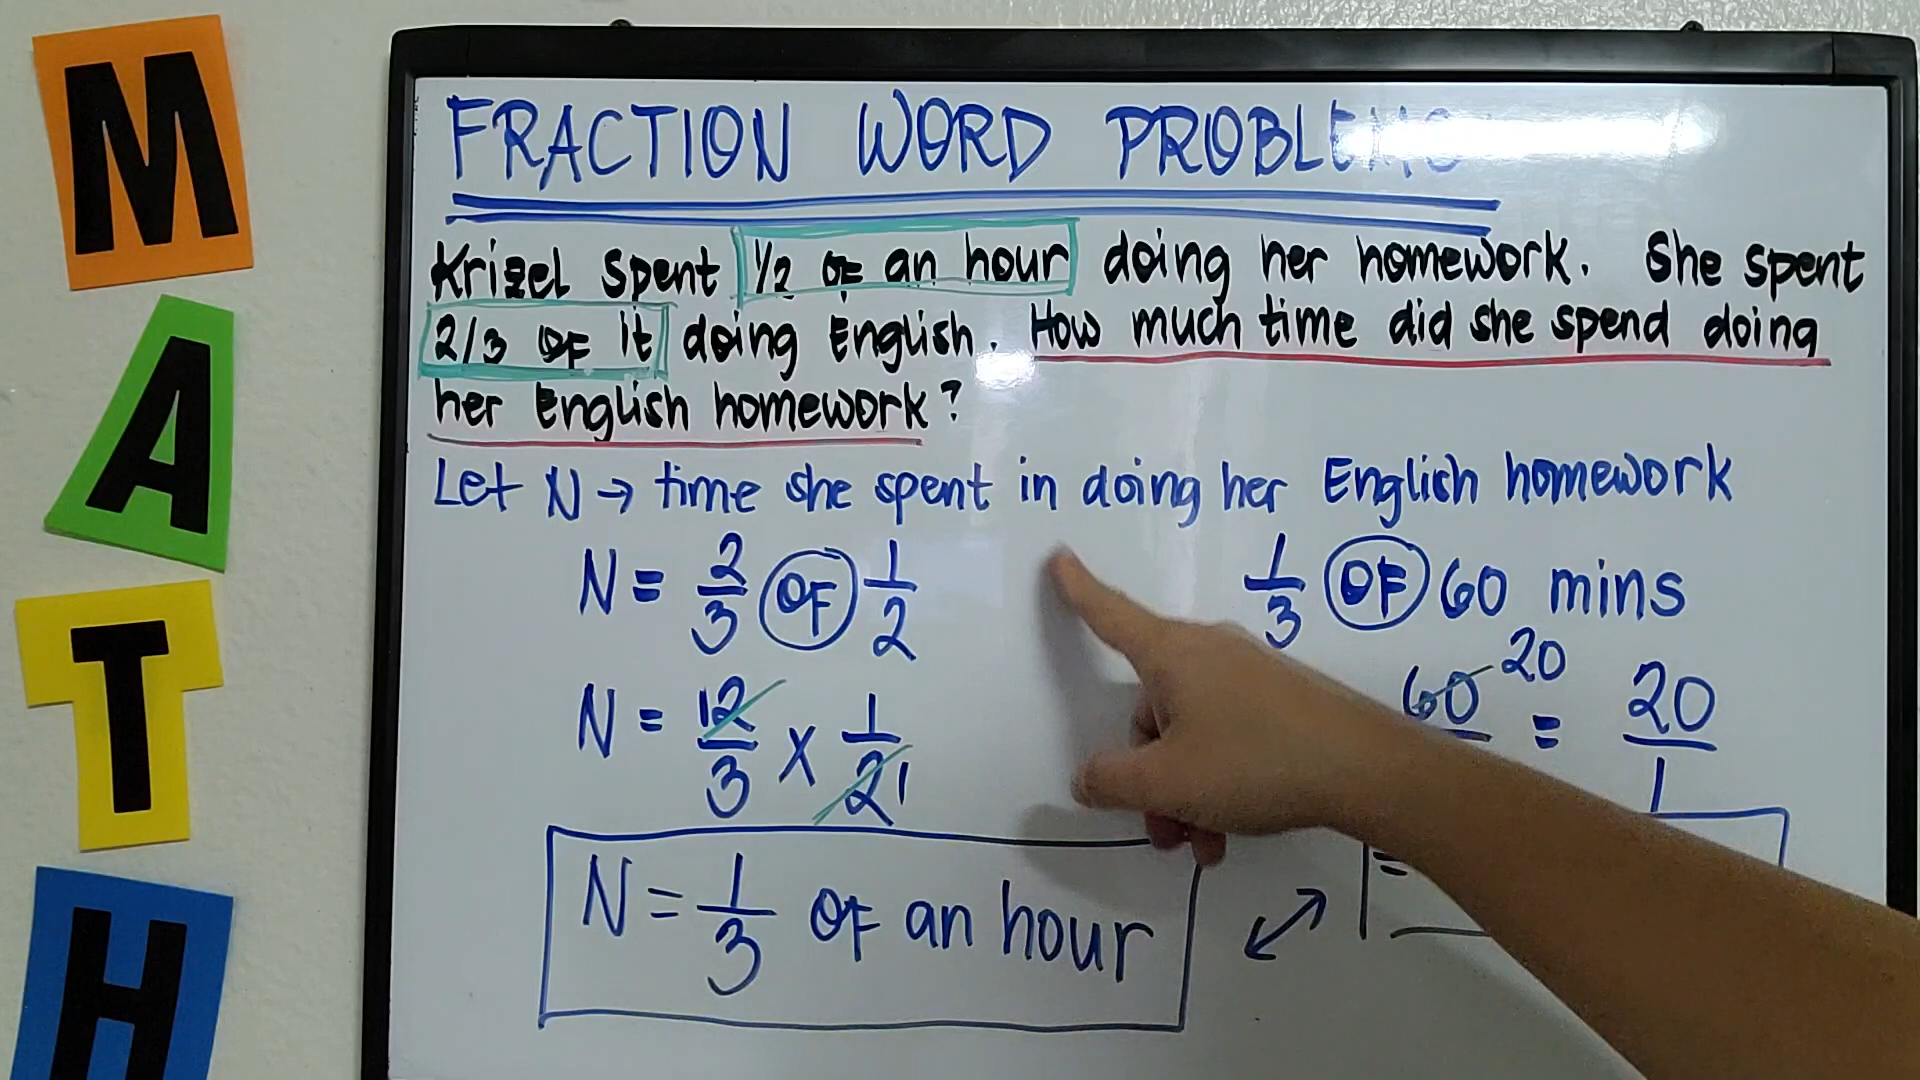 M
A
T
H
FRACTION WORD PROBLEMS
Krizel spent 1/2 of an hour doing her homework. She spent
2/3 of it doing English. How much time did she spend doing
her English homework?
Let N → time she spent in doing her English homework
N = 2/3 of 1/2
N = 12/3 x 1/21
N = 1/3 of an hour
1/3 of 60 mins
60 20 = 20/1
=